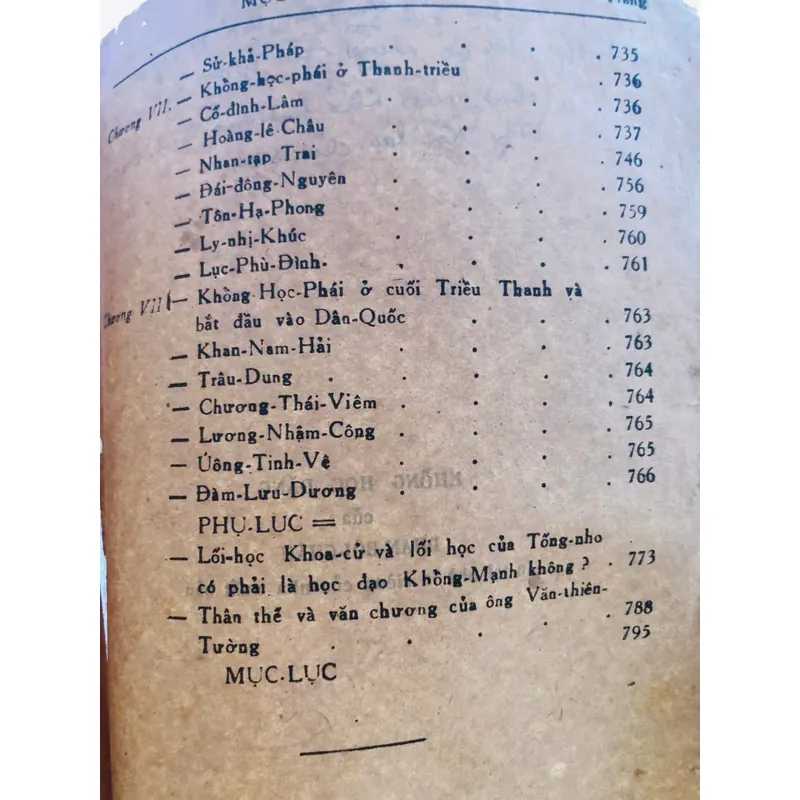 MỤC
Trang
— Sử-khả-Pháp . . . . 735
Chương VII. — Khổng-học-phái ở Thanh-triều . . 736
— Cố-đình-Lâm . . . . 736
— Hoàng-lê-Châu . . . . 737
— Nhan-tạp Trai . . . . 746
— Đái-đông-Nguyên . . . . 756
— Tôn-Hạ-Phong . . . . 759
— Ly-nhị-Khúc . . . . 760
— Lục-Phù-Đình. . . . . 761
Chương VII — Khổng-Học-Phái ở cuối Triều Thanh và
bắt đầu vào Dân-Quốc . . . 763
— Khan-Nam-Hải . . . . 763
— Trâu-Dung . . . . . 764
— Chương-Thái-Viêm . . . . 764
— Lương-Nhậm-Công . . . . 765
— Uông-Tinh-Vệ . . . . 765
— Đàm-Lưu-Dương . . . . 766
PHỤ-LỤC =
— Lối-học Khoa-cử và lối học của Tống-nho
có phải là học đạo Khổng-Mạnh không ? . 773
— Thân thế và văn chương của ông Văn-thiên-
Tường . . . . . 788
MỤC-LỤC 795